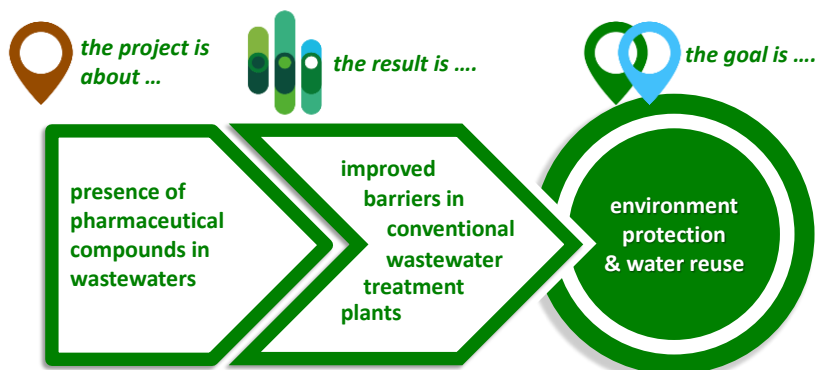 the project is
about ...
the result is ....
the goal is ....
presence of
pharmaceutical
compounds in
wastewaters
improved
barriers in
conventional
wastewater
treatment
plants
environment
protection
& water reuse